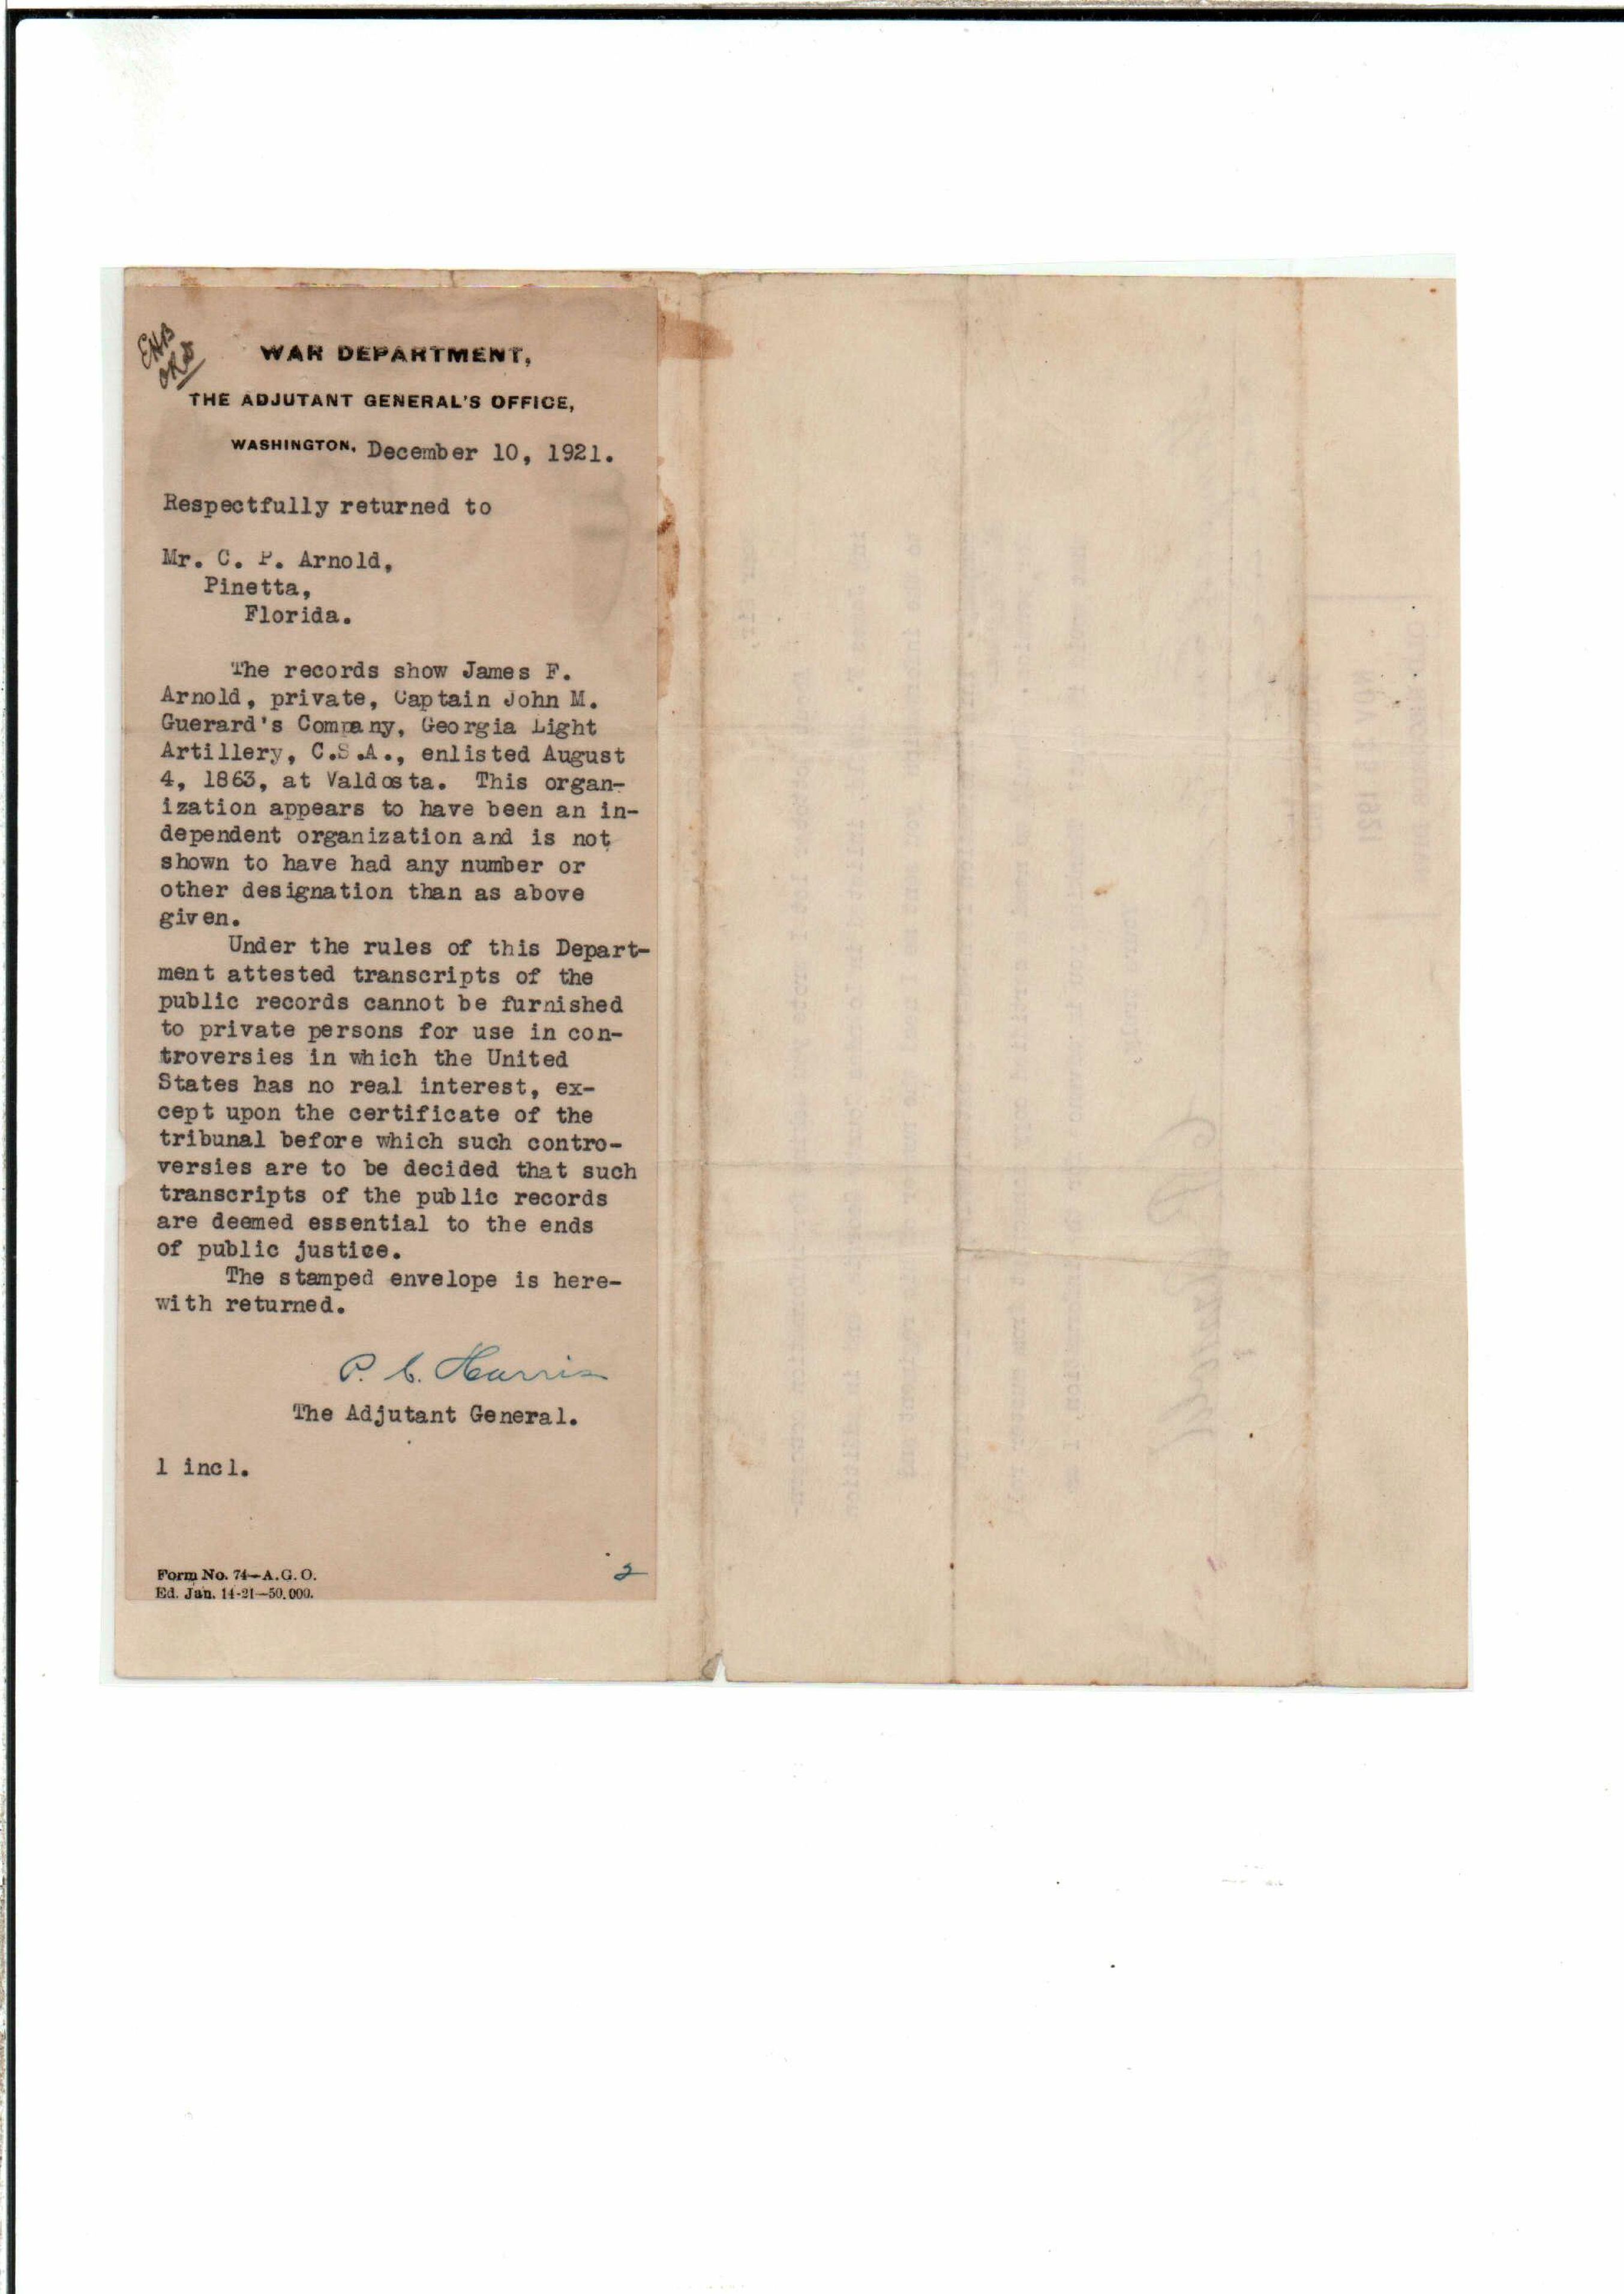 EHB
WAR DEPARTMENT,
THE ADJUTANT GENERAL'S OFFICE,
WASHINGTON, December 10, 1921.
Respectfully returned to
Mr. C. P. Arnold,
Pinetta,
Florida.
The records show James F.
Arnold, private, Captain John M.
Guerard's Company, Georgia Light
Artillery, C.S.A., enlisted August
4, 1863, at Valdosta. This organ-
ization appears to have been an in-
dependent organization and is not
shown to have had any number or
other designation than as above
given.
Under the rules of this Depart-
ment attested transcripts of the
public records cannot be furnished
to private persons for use in con-
troversies in which the United
States has no real interest, ex-
cept upon the certificate of the
tribunal before which such contro-
versies are to be decided that such
transcripts of the public records
are deemed essential to the ends
of public justice.
The stamped envelope is here-
with returned.
P. C. Harris
The Adjutant General.
1 incl.
2
Form No. 74—A.G.O.
Ed. Jan. 14-21—50,000.
NOV 21 1921